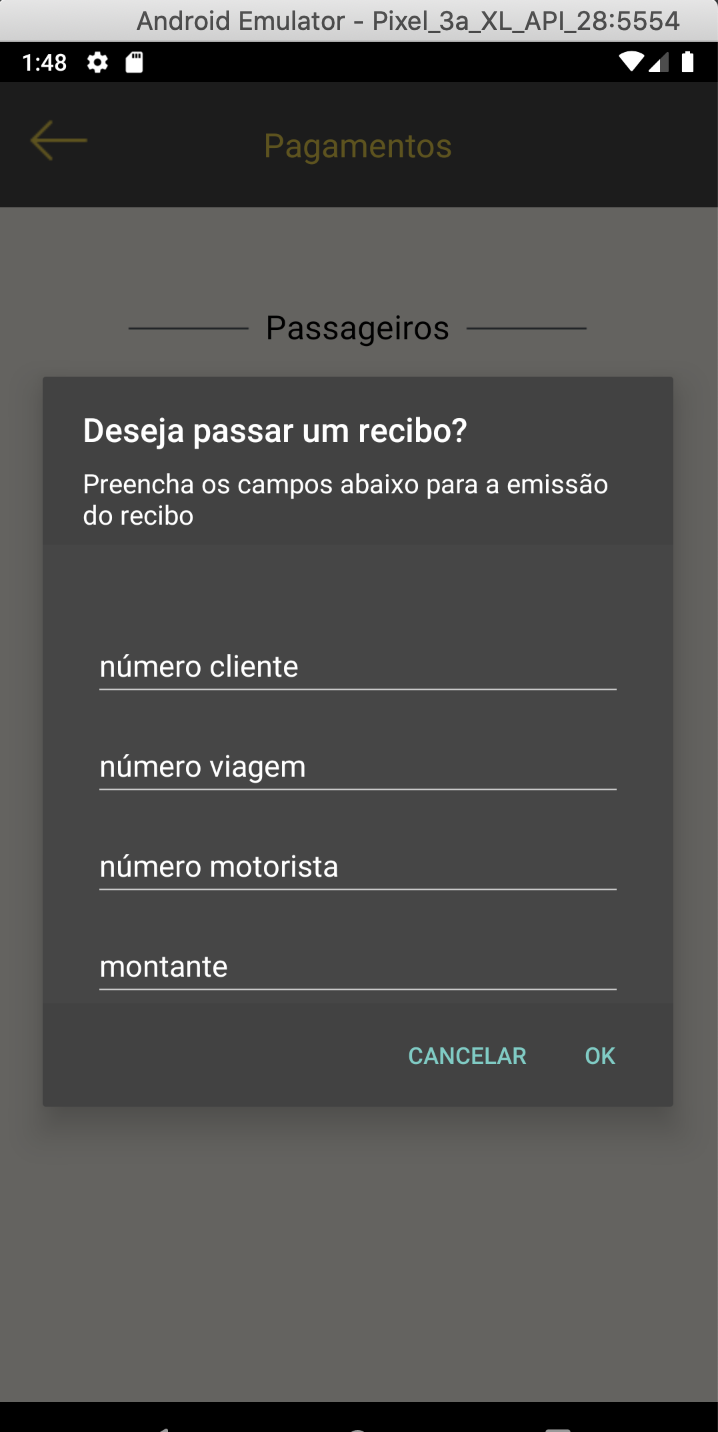 Android Emulator - Pixel_3a_XL_API_28:5554
1:48
Pagamentos
Passageiros
Deseja passar um recibo?
Preencha os campos abaixo para a emissão
do recibo
número cliente
número viagem
número motorista
montante
CANCELAR OK